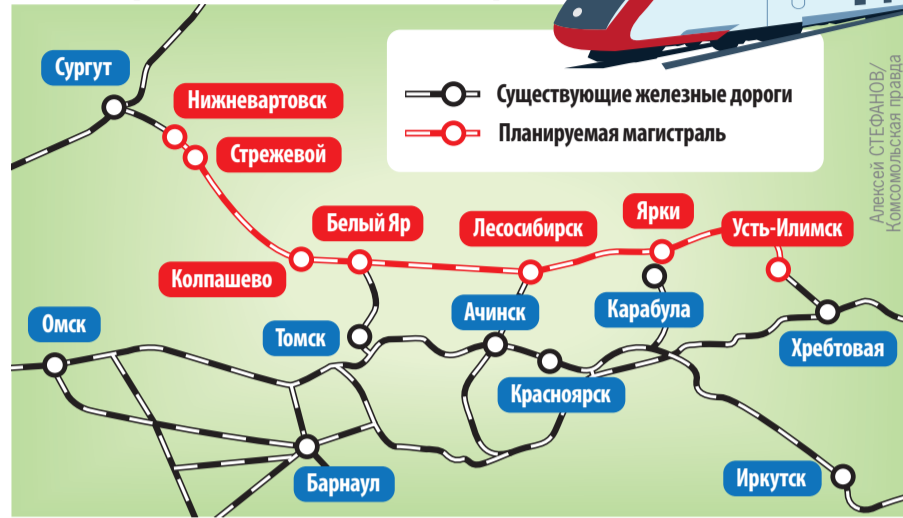 Сургут
Нижневартовск
Стрежевой
Существующие железные дороги
Планируемая магистраль
Алексей СТЕФАНОВ/
Комсомольская правда
Белый Яр
Лесосибирск
Ярки
Усть-Илимск
Колпашево
Омск
Томск
Ачинск
Карабула
Хребтовая
Красноярск
Барнаул
Иркутск